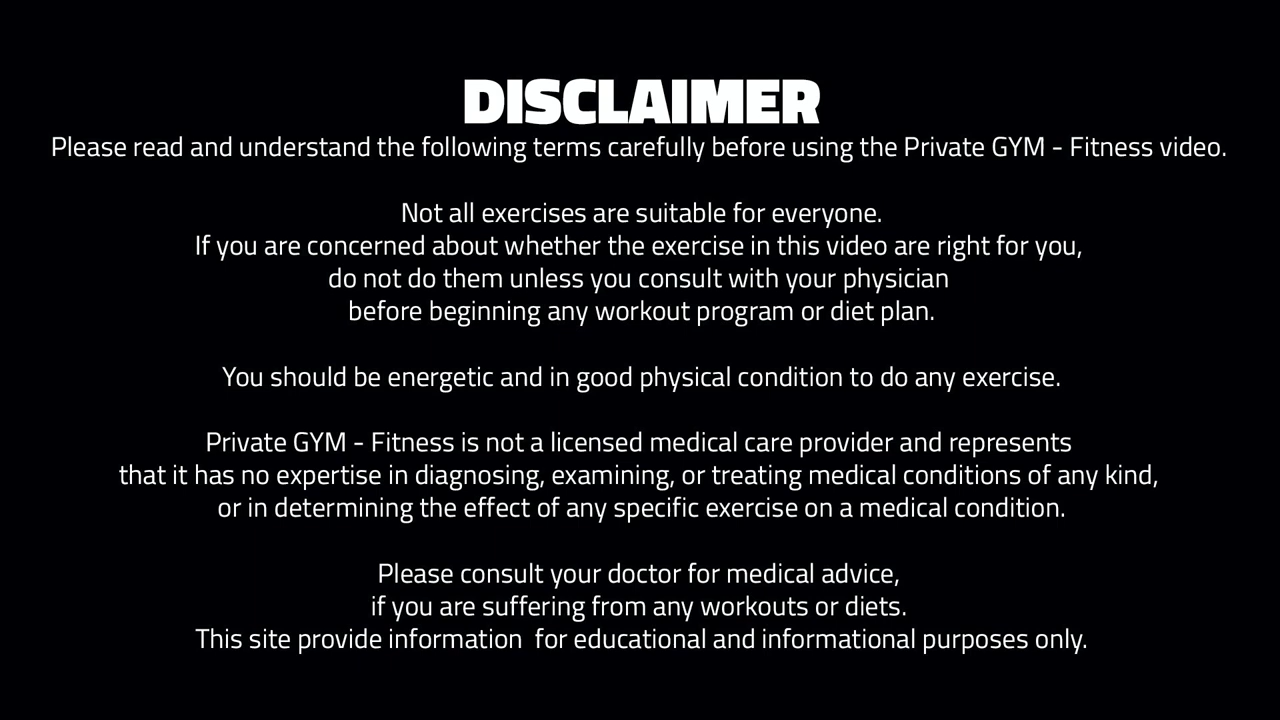 DISCLAIMER
Please read and understand the following terms carefully before using the Private GYM - Fitness video.
Not all exercises are suitable for everyone.
If you are concerned about whether the exercise in this video are right for you,
do not do them unless you consult with your physician
before beginning any workout program or diet plan.
You should be energetic and in good physical condition to do any exercise.
Private GYM - Fitness is not a licensed medical care provider and represents
that it has no expertise in diagnosing, examining, or treating medical conditions of any kind,
or in determining the effect of any specific exercise on a medical condition.
Please consult your doctor for medical advice,
if you are suffering from any workouts or diets.
This site provide information  for educational and informational purposes only.